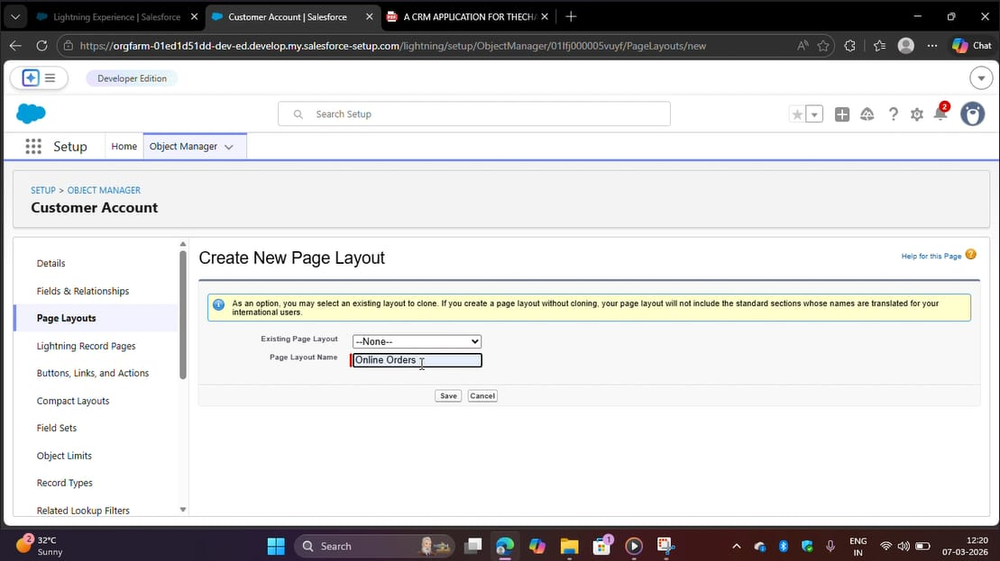 Lightning Experience | Salesforce
Customer Account | Salesforce
A CRM APPLICATION FOR THECHA
https://orgfarm-01ed1d51dd-dev-ed.develop.my.salesforce-setup.com/lightning/setup/ObjectManager/01Ifj000005vuyf/PageLayouts/new
Chat
Developer Edition
Search Setup
2
Setup
Home
Object Manager
SETUP > OBJECT MANAGER
Customer Account
Details
Fields & Relationships
Page Layouts
Lightning Record Pages
Buttons, Links, and Actions
Compact Layouts
Field Sets
Object Limits
Record Types
Related Lookup Filters
Create New Page Layout
Help for this Page
As an option, you may select an existing layout to clone. If you create a page layout without cloning, your page layout will not include the standard sections whose names are translated for your
international users.
Existing Page Layout
--None--
Page Layout Name
Online Orders
Save
Cancel
2
32°C
Sunny
Search
1
ENG
IN
12:20
07-03-2026